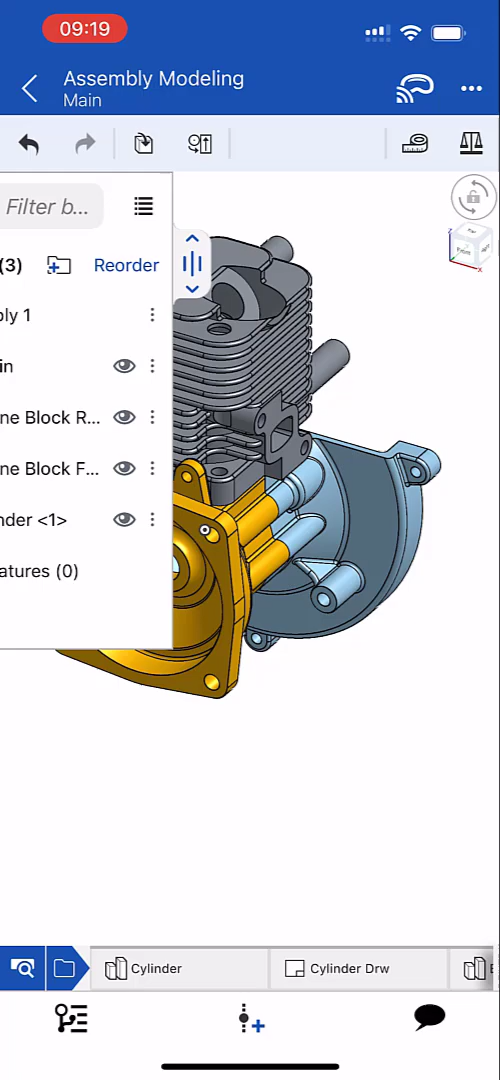 09:19
Assembly Modeling
Main
Filter b...
(3)
Reorder
bly 1
in
ne Block R...
ne Block F...
nder <1>
atures (0)
Cylinder
Cylinder Drw